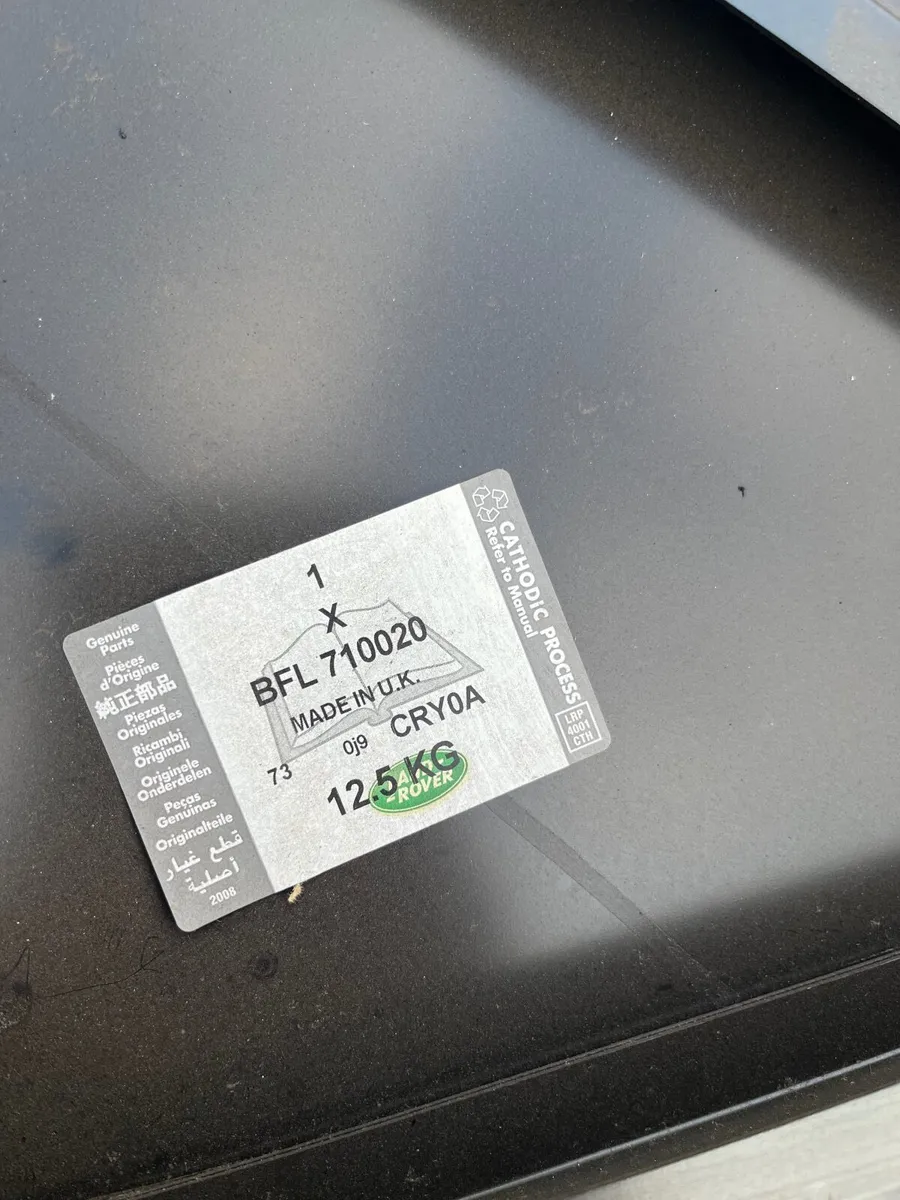 Genuine
Parts
Pièces
d'Origine
純正部品
Piezas
Originales
Ricambi
Originali
Originele
Onderdelen
Peças
Genuinas
Originalteile
قطع غيار
أصلية
2008
1
X
BFL 710020
MADE IN U.K.
0j9 CRY0A
73
12.5 KG
LAND
ROVER
CATHODIC PROCESS
Refer to Manual
LRP
4001
CTH